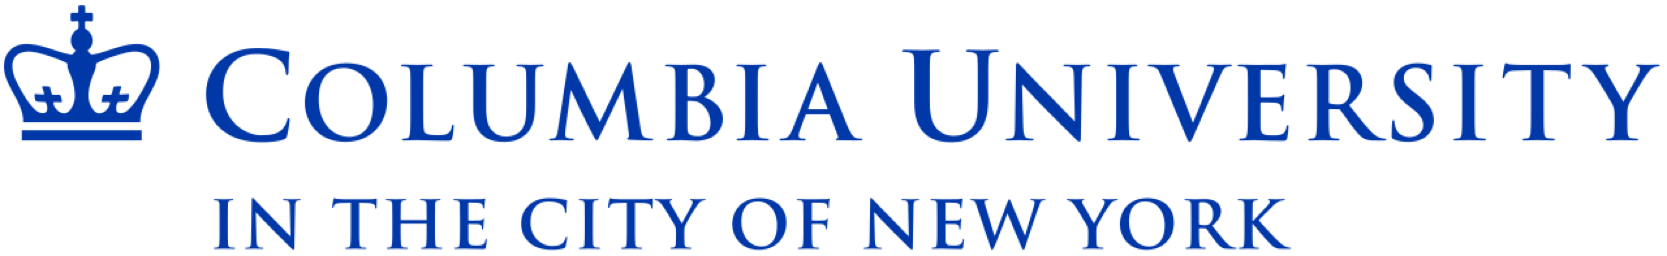 COLUMBIA UNIVERSITY
IN THE CITY OF NEW YORK